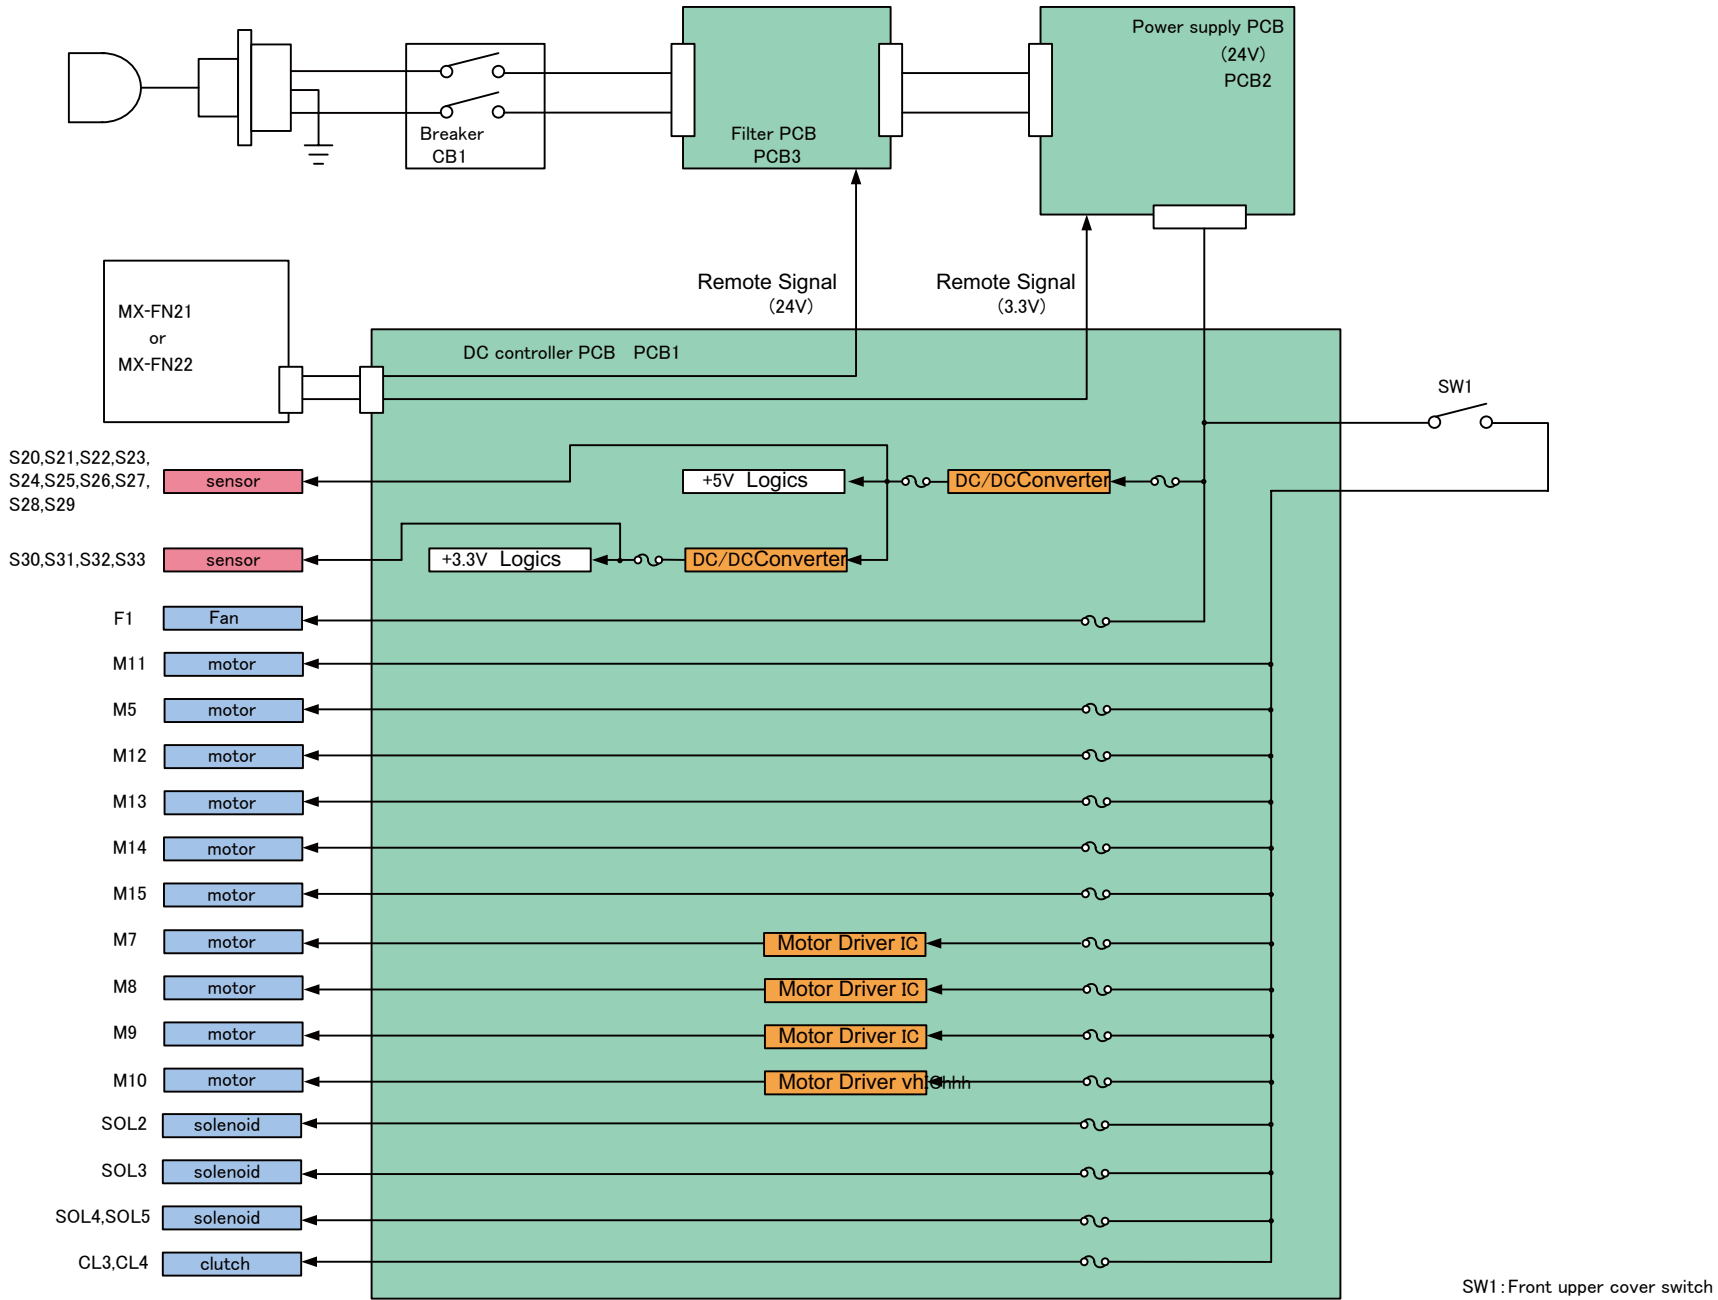 Power supply PCB
(24V)
PCB2
Breaker
CB1
Filter PCB
PCB3
Remote Signal
(24V)
Remote Signal
(3.3V)
MX-FN21
or
MX-FN22
DC controller PCB PCB1
SW1
S20,S21,S22,S23,
S24,S25,S26,S27,
S28,S29
sensor
+5V Logics
DC/DCConverter
S30,S31,S32,S33
sensor
+3.3V Logics
DC/DCConverter
F1
Fan
M11
motor
M5
motor
M12
motor
M13
motor
M14
motor
M15
motor
M7
motor
Motor Driver IC
M8
motor
Motor Driver IC
M9
motor
Motor Driver IC
M10
motor
Motor Driver
SOL2
solenoid
SOL3
solenoid
SOL4,SOL5
solenoid
CL3,CL4
clutch
SW1:Front upper cover switch